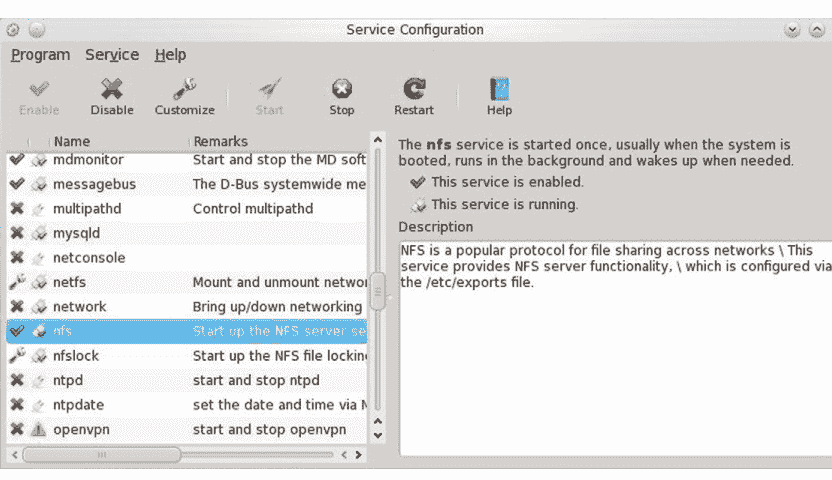 Service Configuration
Program Service Help
Enable Disable Customize Start Stop Restart Help
Name Remarks
mdmonitor Start and stop the MD soft
messagebus The D-Bus systemwide me
multipathd Control multipathd
mysqld
netconsole
netfs Mount and unmount netwo
network Bring up/down networking
nfs Start up the NFS server se
nfslock Start up the NFS file lockin
ntpd start and stop ntpd
ntpdate set the date and time via N
openvpn start and stop openvpn
The nfs service is started once, usually when the system is
booted, runs in the background and wakes up when needed.
This service is enabled.
This service is running.
Description
NFS is a popular protocol for file sharing across networks \ This
service provides NFS server functionality, \ which is configured via
the /etc/exports file.